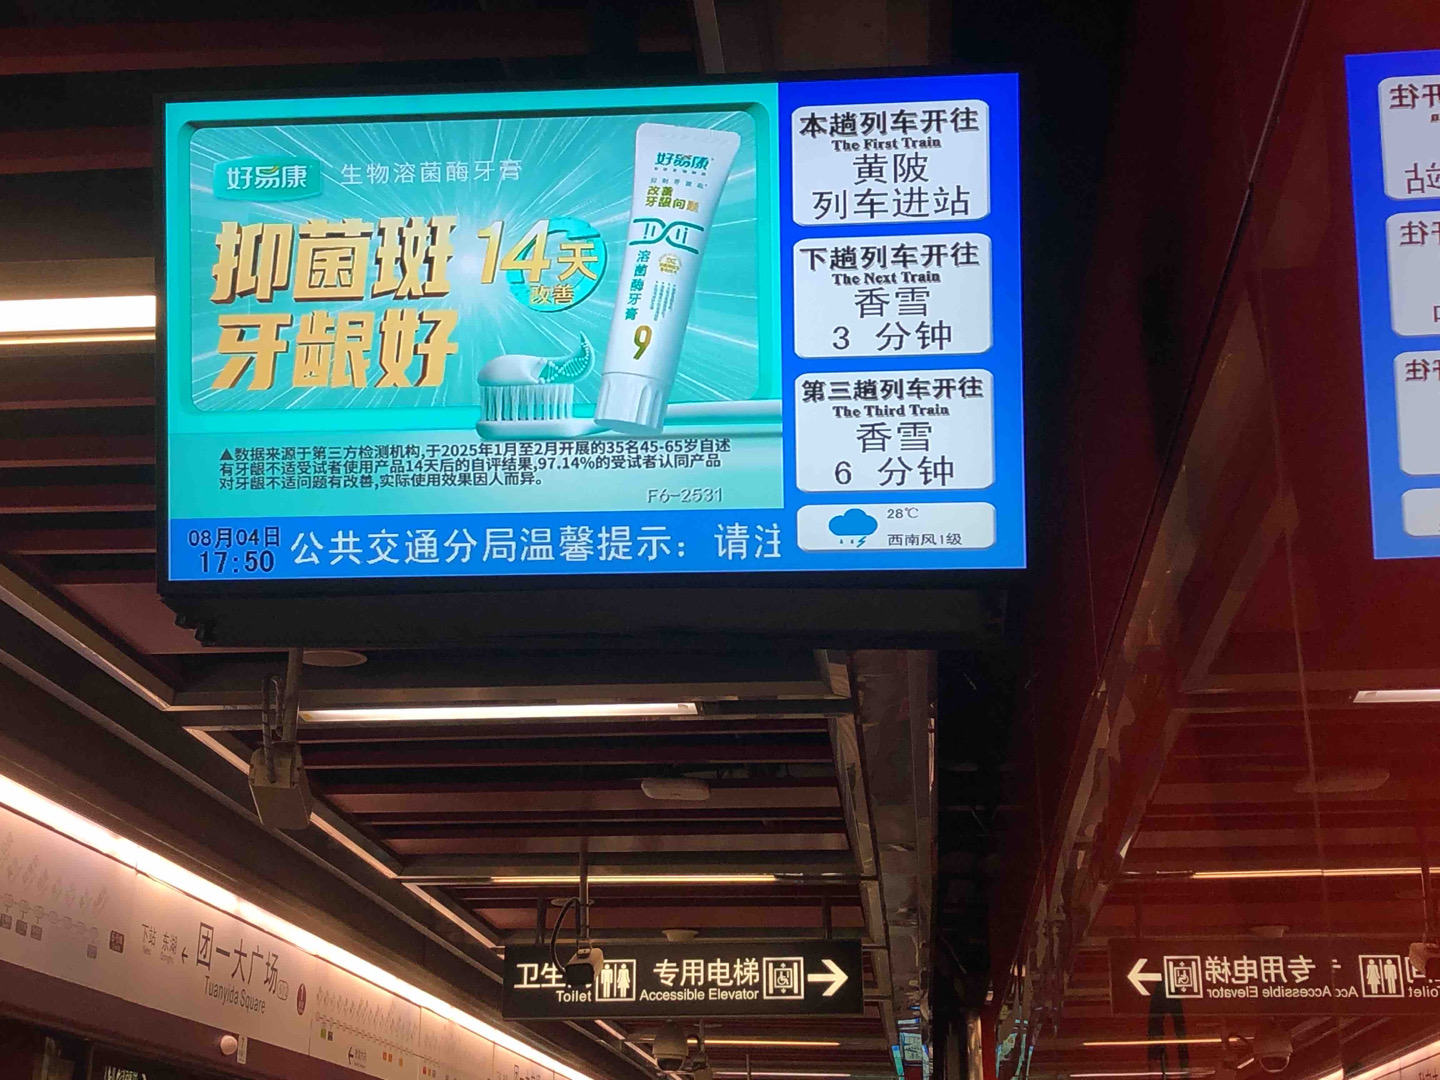 好易康 生物溶菌酶牙膏
抑菌斑 14天
改善
牙龈好
好易康
改善
牙龈问题
溶菌酶牙膏
9
▲数据来源于第三方检测机构,于2025年1月至2月开展的35名45-65岁自述
有牙龈不适受试者使用产品14天后的自评结果,97.14%的受试者认同产品
对牙龈不适问题有改善,实际使用效果因人而异。
F6-2531
08月04日
17:50
公共交通分局温馨提示：请注
本趟列车开往
The First Train
黄陂
列车进站
下趟列车开往
The Next Train
香雪
3 分钟
第三趟列车开往
The Third Train
香雪
6 分钟
28℃
西南风1级
下站 东湖
团一大广场
Tuanyida Square
卫生
Toilet
专用电梯
Accessible Elevator